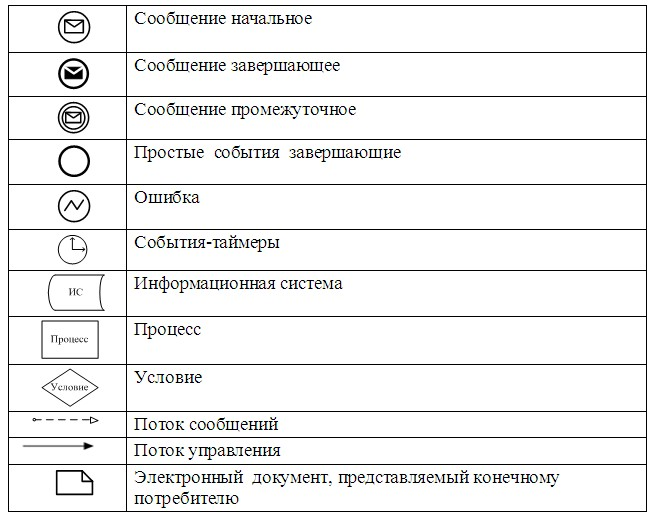 Сообщение начальное
Сообщение завершающее
Сообщение промежуточное
Простые события завершающие
Ошибка
События-таймеры
ИС
Информационная система
Процесс
Процесс
Условие
Условие
Поток сообщений
Поток управления
Электронный документ, представляемый конечному
потребителю